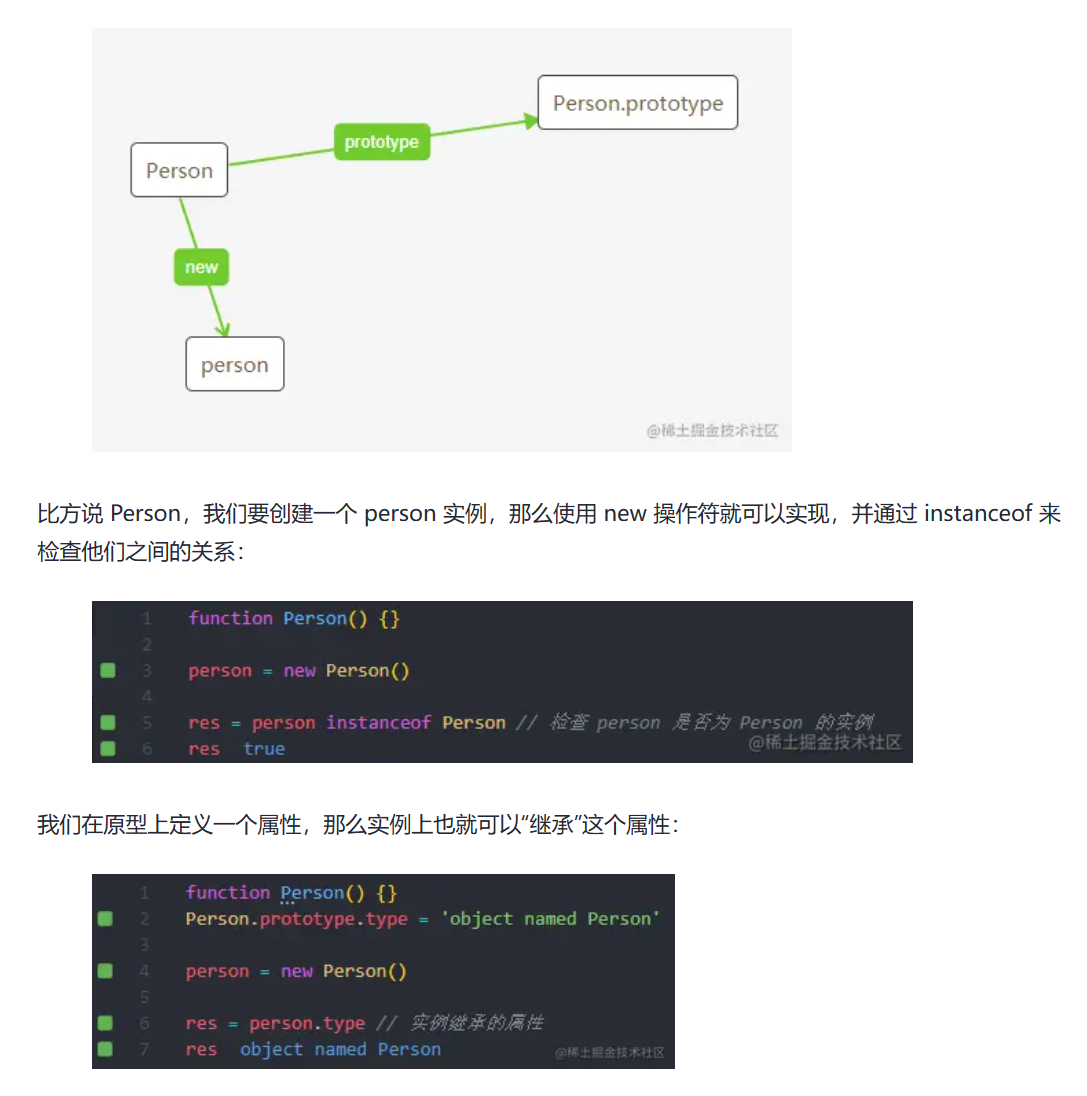 Person.prototype
prototype
Person
new
person
@稀土掘金技术社区
比方说 Person，我们要创建一个 person 实例，那么使用 new 操作符就可以实现，并通过 instanceof 来
检查他们之间的关系：
1 function Person() {}
2
3 person = new Person()
4
5 res = person instanceof Person // 检查 person 是否为 Person 的实例
6 res true
@稀土掘金技术社区
我们在原型上定义一个属性，那么实例上也就可以“继承”这个属性：
1 function Person() {}
2 Person.prototype.type = 'object named Person'
3
4 person = new Person()
5
6 res = person.type // 实例继承的属性
7 res object named Person
@稀土掘金技术社区